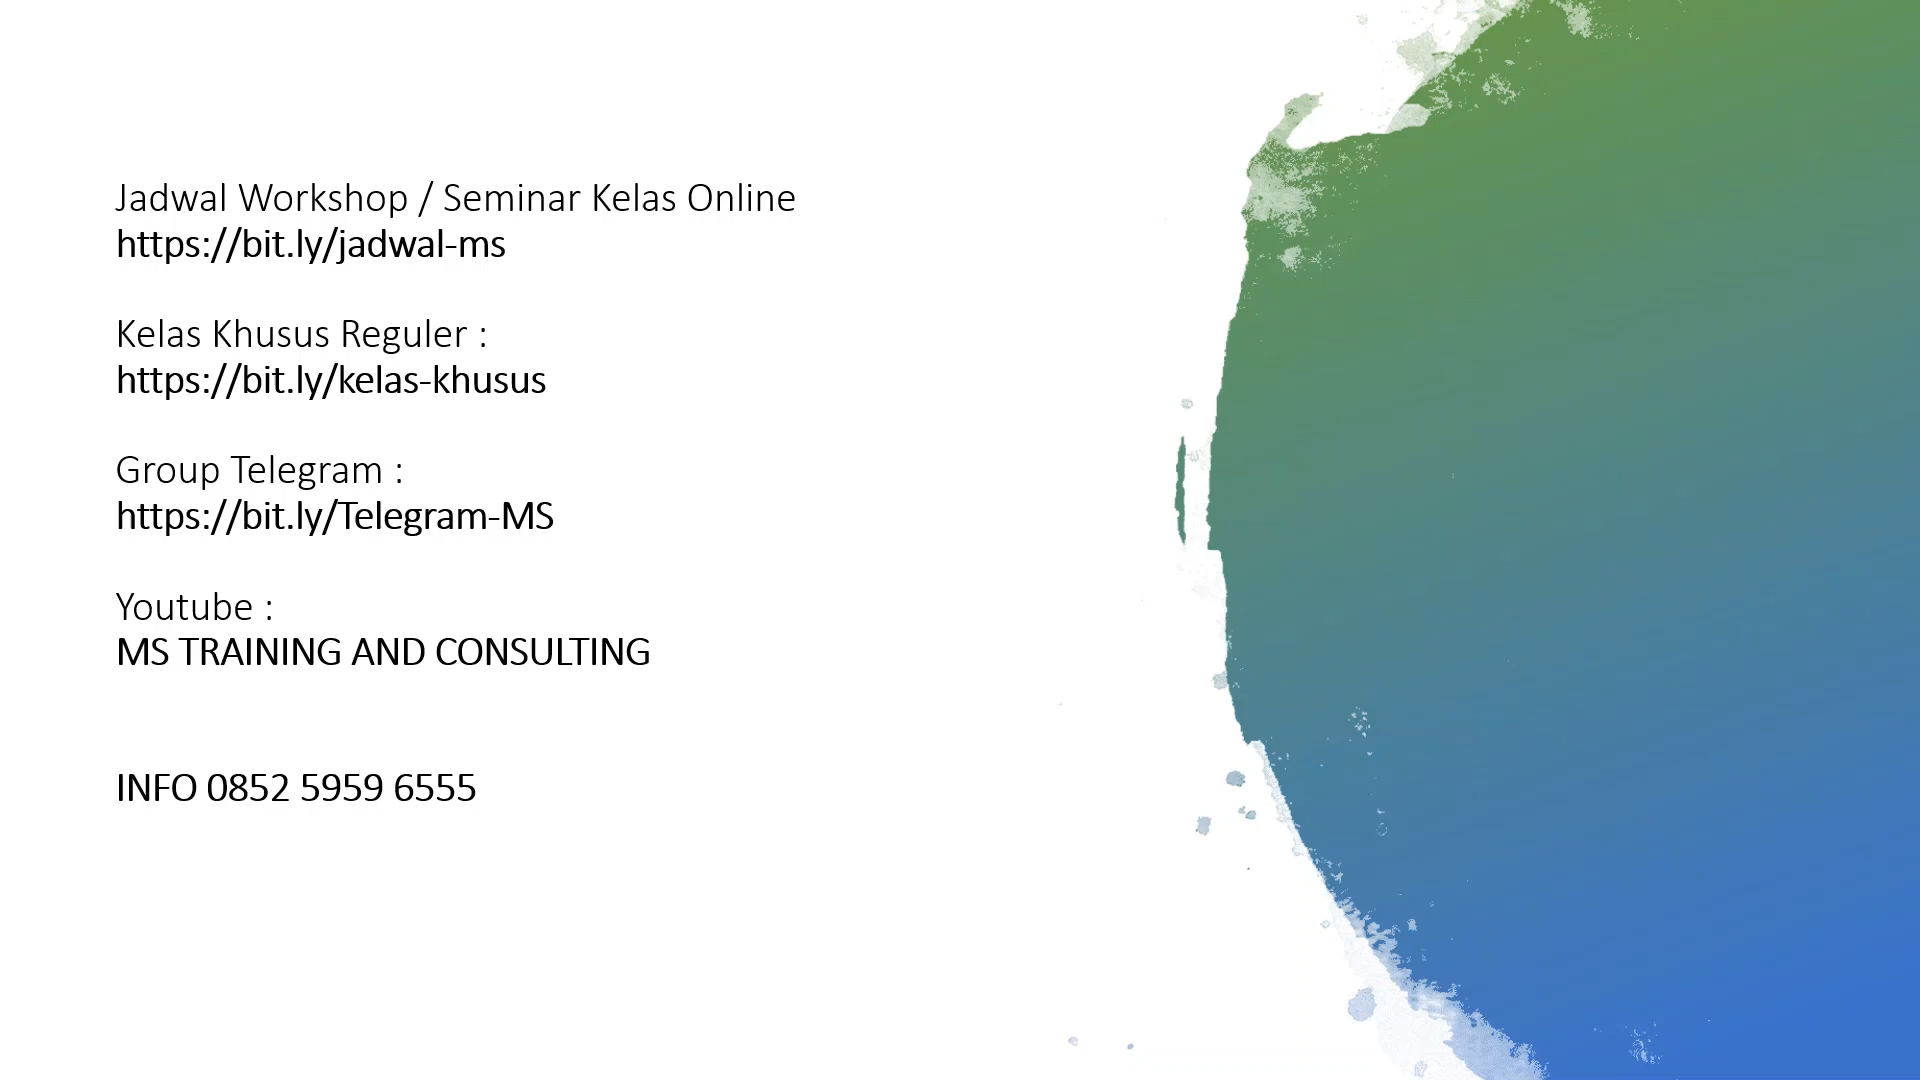 Jadwal Workshop / Seminar Kelas Online
https://bit.ly/jadwal-ms
Kelas Khusus Reguler :
https://bit.ly/kelas-khusus
Group Telegram :
https://bit.ly/Telegram-MS
Youtube :
MS TRAINING AND CONSULTING
INFO 0852 5959 6555